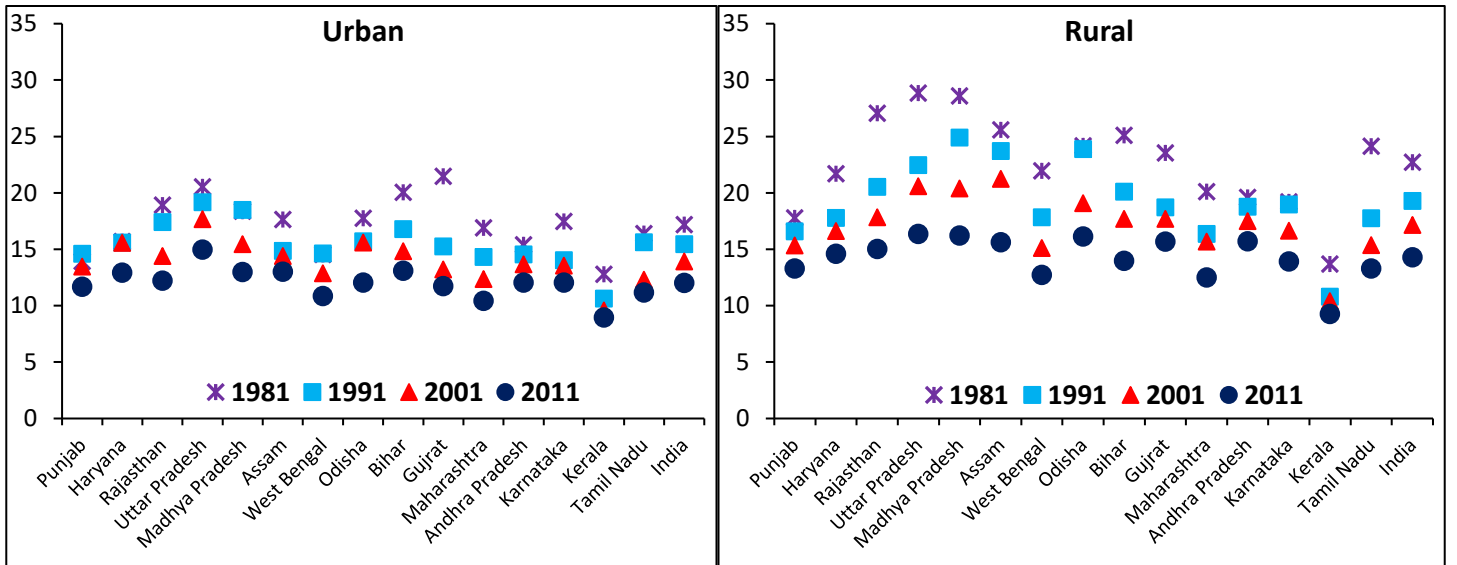 Urban
35
30
25
20
15
10
5
0
1981 1991 2001 2011
Punjab
Haryana
Rajasthan
Uttar Pradesh
Madhya Pradesh
Assam
West Bengal
Odisha
Bihar
Gujrat
Maharashtra
Andhra Pradesh
Karnataka
Kerala
Tamil Nadu
India
Rural
35
30
25
20
15
10
5
0
1981 1991 2001 2011
Punjab
Haryana
Rajasthan
Uttar Pradesh
Madhya Pradesh
Assam
West Bengal
Odisha
Bihar
Gujrat
Maharashtra
Andhra Pradesh
Karnataka
Kerala
Tamil Nadu
India